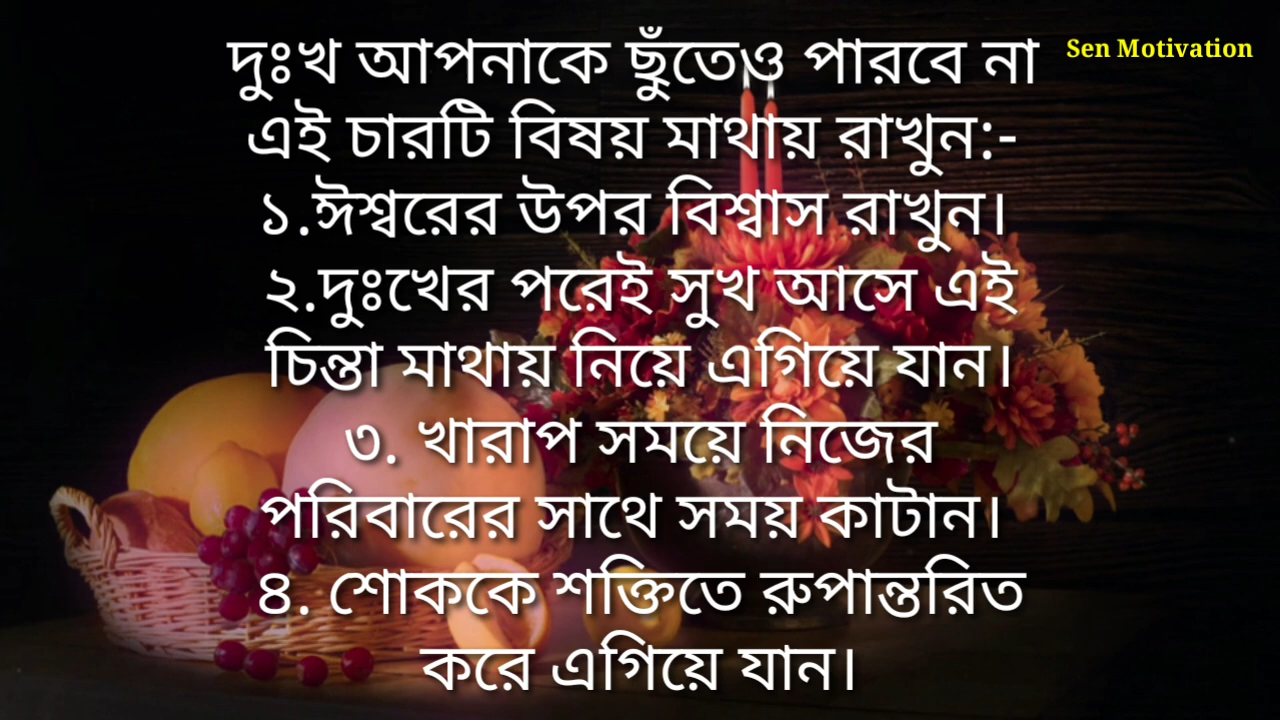 দুঃখ আপনাকে ছুঁতেও পারবে না
Sen Motivation
এই চারটি বিষয় মাথায় রাখুন:-
১.ঈশ্বরের উপর বিশ্বাস রাখুন।
২.দুঃখের পরেই সুখ আসে এই
চিন্তা মাথায় নিয়ে এগিয়ে যান।
৩. খারাপ সময়ে নিজের
পরিবারের সাথে সময় কাটান।
৪. শোককে শক্তিতে রুপান্তরিত
করে এগিয়ে যান।